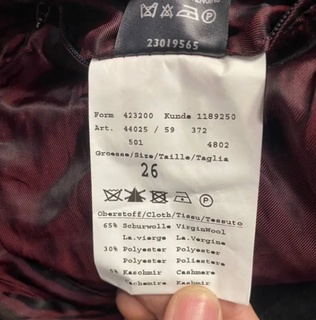 23019565
Form 423200 Kunde 1189250
Art. 44025 / 59 372
501 4802
Groesse/Size/Taille/Taglia
26
Oberstoff/Cloth/Tissu/Tessuto
65% Schurwolle VirginWool
La.vierge La.Vergine
30% Polyester Polyester
Polyester Poliestere
5% Kaschmir Cashmere
Cachemire Kashmir